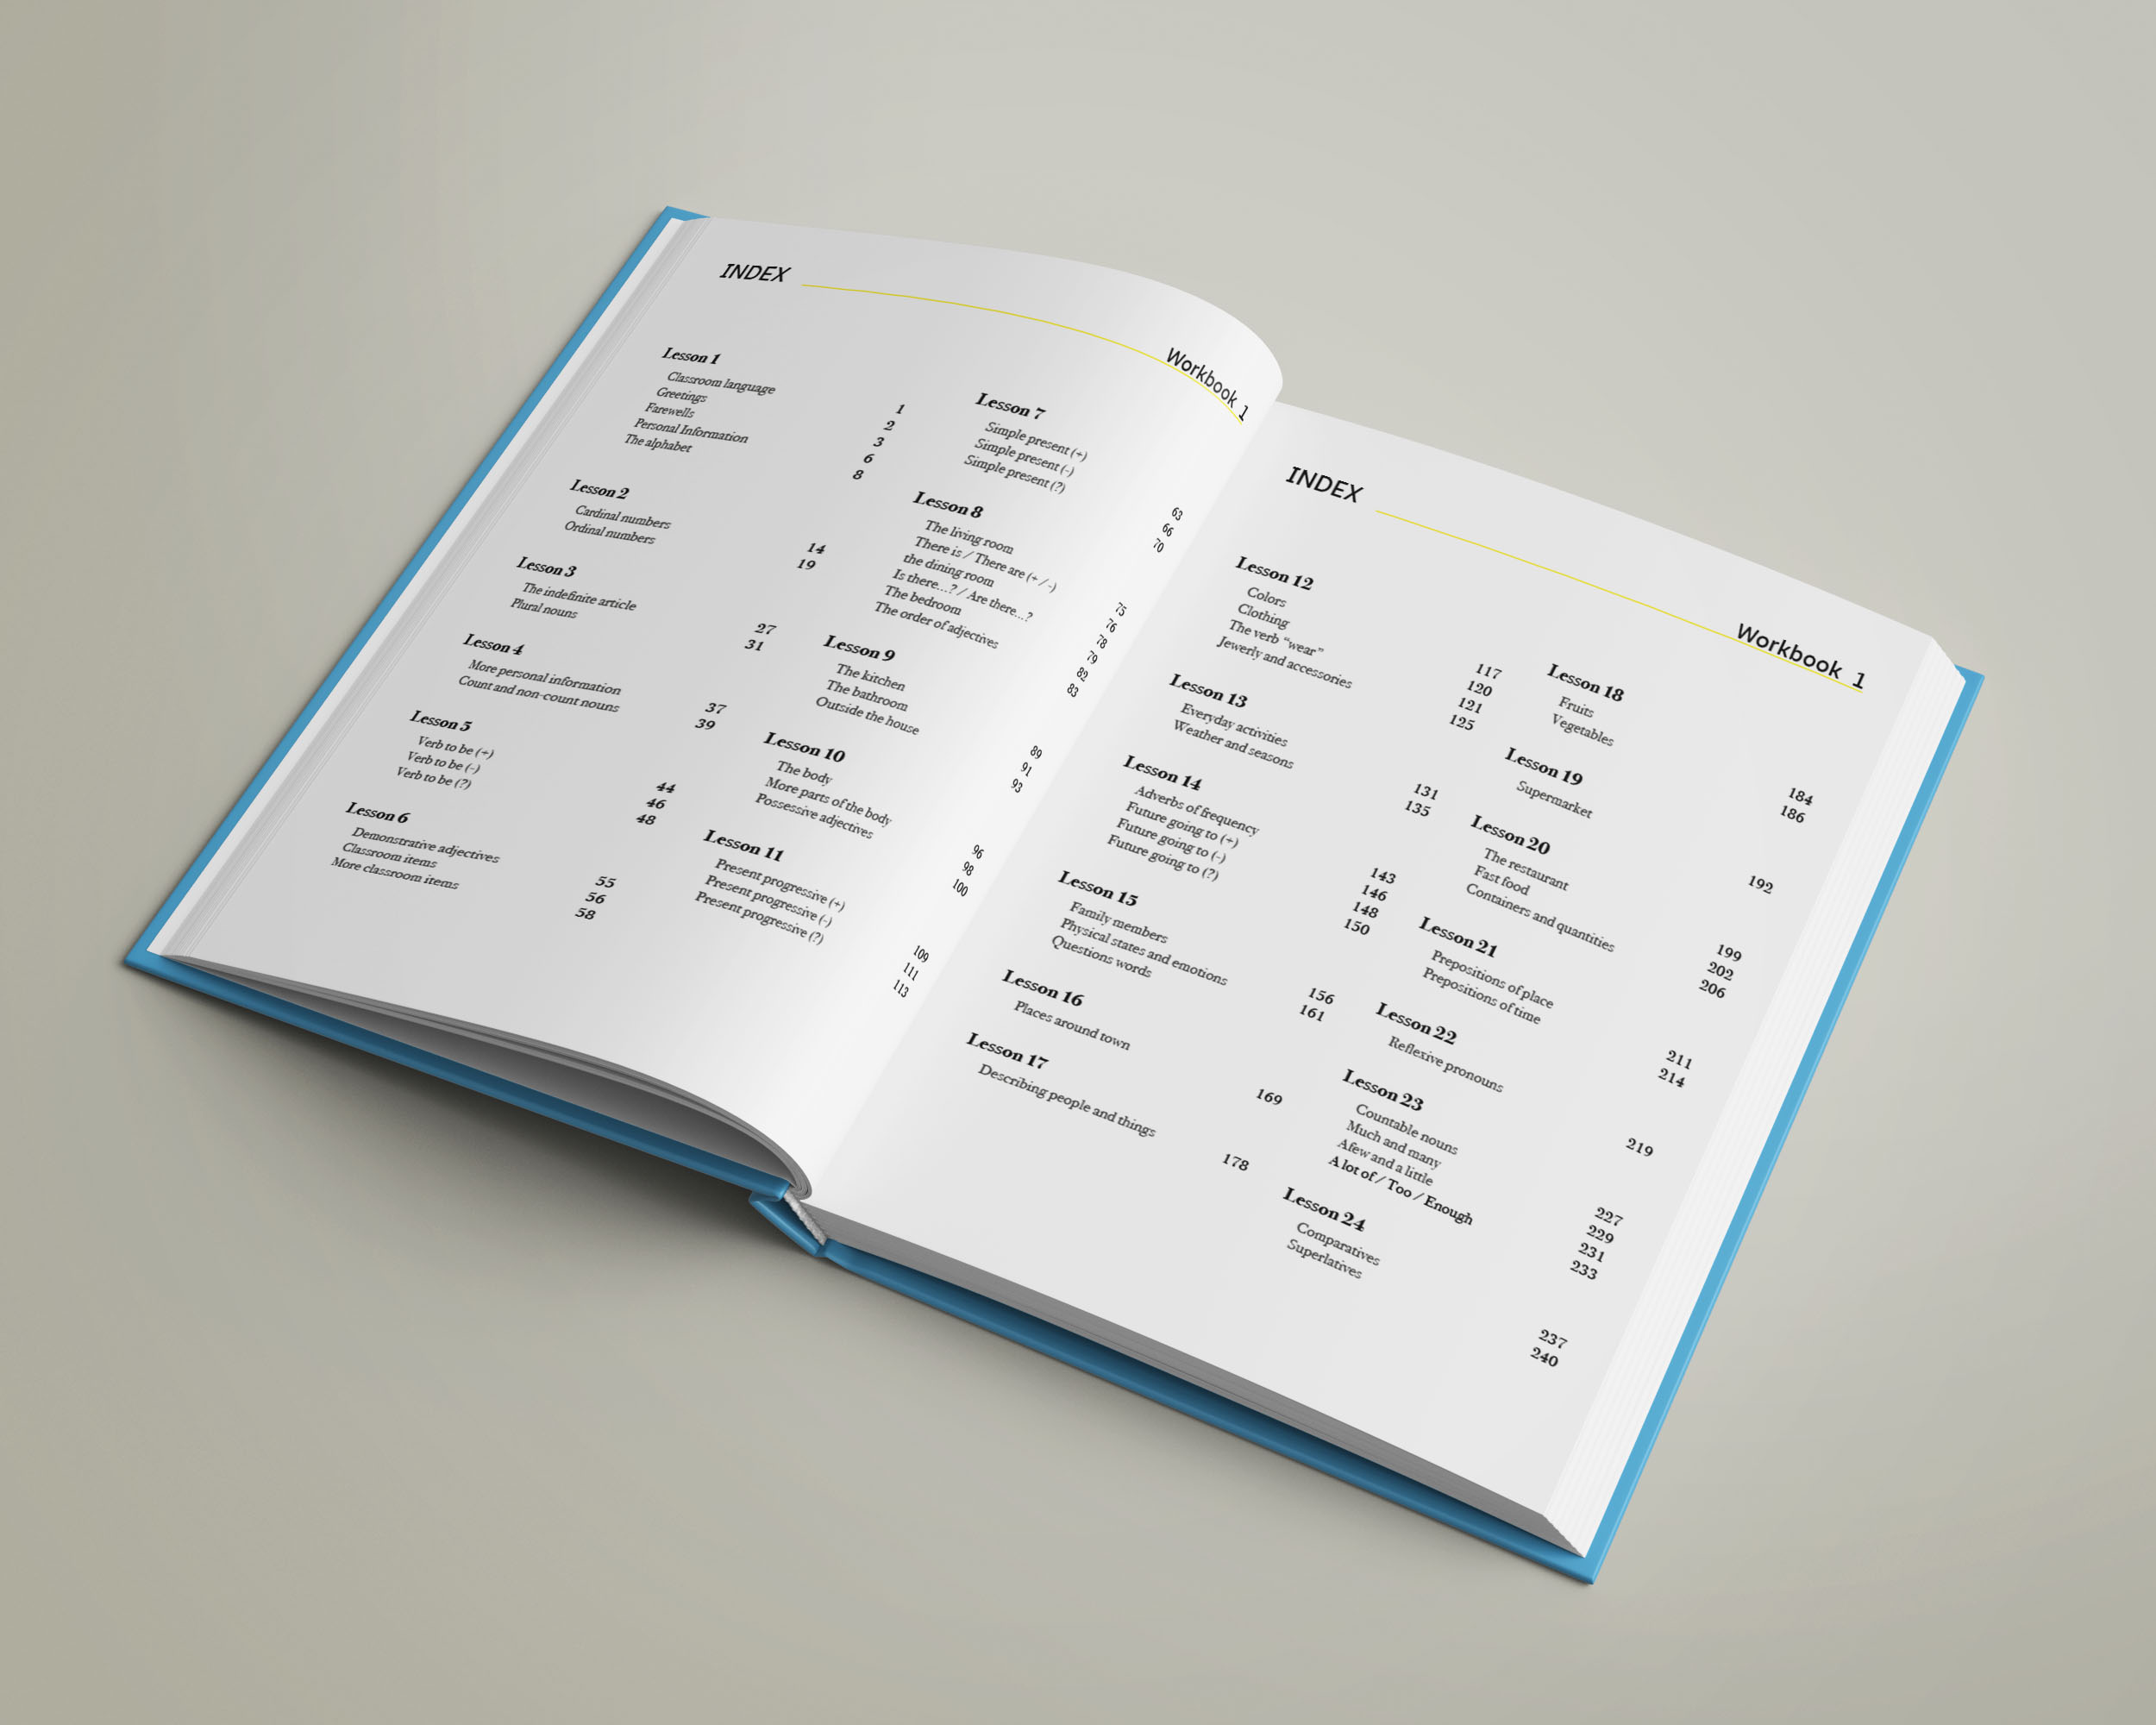 INDEX
Workbook 1
Lesson 1
Classroom language 1
Greetings 2
Farewells 3
Personal Information 6
The alphabet 8
Lesson 2
Cardinal numbers 14
Ordinal numbers 19
Lesson 3
The indefinite article 27
Plural nouns 31
Lesson 4
More personal information 37
Count and non-count nouns 39
Lesson 5
Verb to be (+) 44
Verb to be (-) 46
Verb to be (?) 48
Lesson 6
Demonstrative adjectives 55
Classroom items 56
More classroom items 58
Lesson 7
Simple present (+) 63
Simple present (-) 66
Simple present (?) 70
Lesson 8
The living room 75
There is / There are (+ / -) 76
the dining room 78
Is there...? / Are there...? 79
The bedroom 82
The order of adjectives 83
Lesson 9
The kitchen 89
The bathroom 91
Outside the house 93
Lesson 10
The body 96
More parts of the body 98
Possessive adjectives 100
Lesson 11
Present progressive (+) 109
Present progressive (-) 111
Present progressive (?) 113
INDEX
Workbook 1
Lesson 12
Colors 117
Clothing 120
The verb “wear” 121
Jewerly and accessories 125
Lesson 13
Everyday activities 131
Weather and seasons 135
Lesson 14
Adverbs of frequency 143
Future going to (+) 146
Future going to (-) 148
Future going to (?) 150
Lesson 15
Family members 156
Physical states and emotions 161
Questions words
Lesson 16
Places around town 169
Lesson 17
Describing people and things 178
Lesson 18
Fruits 184
Vegetables 186
Lesson 19
Supermarket 192
Lesson 20
The restaurant 199
Fast food 202
Containers and quantities 206
Lesson 21
Prepositions of place 211
Prepositions of time 214
Lesson 22
Reflexive pronouns 219
Lesson 23
Countable nouns 227
Much and many 229
Afew and a little 231
A lot of / Too / Enough 233
Lesson 24
Comparatives 237
Superlatives 240